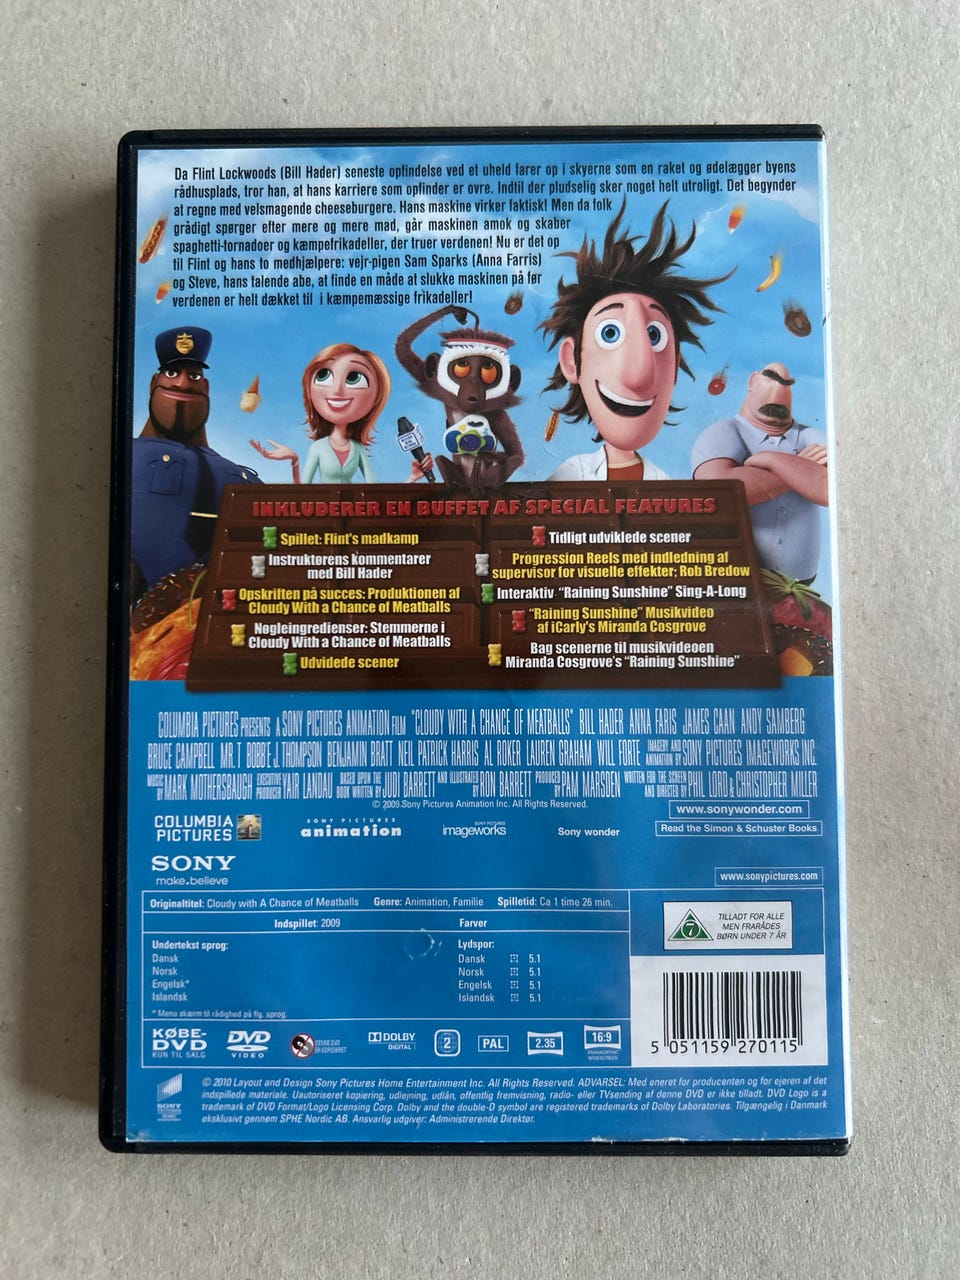 Da Flint Lockwoods (Bill Hader) seneste opfindelse ved et uheld farer op i skyerne som en raket og ødelægger byens
rådhusplads, tror han, at hans karriere som opfinder er ovre. Indtil der pludselig sker noget helt utroligt. Det begynder
at regne med velsmagende cheeseburgere. Hans maskine virker faktisk! Men da folk
grådigt spørger efter mere og mere mad, går maskinen amok og skaber
spaghetti-tornadoer og kæmpefrikadeller, der truer verdenen! Nu er det op
til Flint og hans to medhjælpere: vejr-pigen Sam Sparks (Anna Farris)
og Steve, hans talende abe, at finde en måde at slukke maskinen på før
verdenen er helt dækket til i kæmpemæssige frikadeller!
INKLUDERER EN BUFFET AF SPECIAL FEATURES
Spillet: Flint's madkamp
Instruktørens kommentarer
med Bill Hader
Opskriften på succes: Produktionen af
Cloudy With a Chance of Meatballs
Nøgleingredienser: Stemmerne i
Cloudy With a Chance of Meatballs
Udvidede scener
Tidligt udviklede scener
Progression Reels med indledning af
supervisor for visuelle effekter; Rob Bredow
Interaktiv "Raining Sunshine" Sing-A-Long
"Raining Sunshine" Musikvideo
af iCarly's Miranda Cosgrove
Bag scenerne til musikvideoen
Miranda Cosgrove's "Raining Sunshine"
COLUMBIA PICTURES PRESENTS A SONY PICTURES ANIMATION FILM "CLOUDY WITH A CHANCE OF MEATBALLS" BILL HADER ANNA FARIS JAMES CAAN ANDY SAMBERG
BRUCE CAMPBELL MR. T BOBB'E J. THOMPSON BENJAMIN BRATT NEIL PATRICK HARRIS AL ROKER LAUREN GRAHAM WILL FORTE IMAGERY AND ANIMATION BY SONY PICTURES IMAGEWORKS INC.
MUSIC BY MARK MOTHERSBAUGH EXECUTIVE PRODUCER YAIR LANDAU BASED UPON THE BOOK WRITTEN BY JUDI BARRETT AND ILLUSTRATED BY RON BARRETT PRODUCED BY PAM MARSDEN WRITTEN FOR THE SCREEN AND DIRECTED BY PHIL LORD & CHRISTOPHER MILLER
© 2009 Sony Pictures Animation Inc. All Rights Reserved.
www.sonywonder.com
Read the Simon & Schuster Books
COLUMBIA
PICTURES
SONY PICTURES
animation
SONY PICTURES
imageworks
Sony wonder
SONY
make.believe
www.sonypictures.com
Originaltitel: Cloudy with A Chance of Meatballs Genre: Animation, Familie Spilletid: Ca 1 time 26 min.
Indspillet: 2009 Farver
Undertekst sprog:
Dansk
Norsk
Engelsk*
Islandsk
* Menu skærm til rådighed på flg. sprog.
Lydspor:
Dansk 5.1
Norsk 5.1
Engelsk 5.1
Islandsk 5.1
7
TILLADT FOR ALLE
MEN FRARÅDES
BØRN UNDER 7 ÅR
KØBE-
DVD
KUN TIL SALG
DVD
VIDEO
DENNE DVD
ER KOPISIKRET
DOLBY
DIGITAL
2
PAL
2.35
16:9
ANAMORPHIC
WIDESCREEN
5 051159 270115
SONY
© 2010 Layout and Design Sony Pictures Home Entertainment Inc. All Rights Reserved. ADVARSEL: Med eneret for producenten og for ejeren af det
indspillede materiale. Uautoriseret kopiering, udlejning, udlån, offentlig fremvisning, radio- eller TVsending af denne DVD er ikke tilladt. DVD Logo is a
trademark of DVD Format/Logo Licensing Corp. Dolby and the double-D symbol are registered trademarks of Dolby Laboratories. Tilgængelig i Danmark
eksklusivt gennem SPHE Nordic AB. Ansvarlig udgiver: Administrerende Direktør.